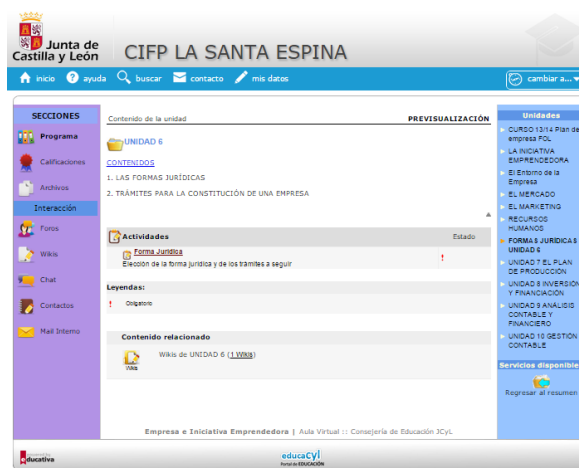 Junta de
Castilla y León
CIFP LA SANTA ESPINA
inicio
ayuda
buscar
contacto
mis datos
cambiar a...
SECCIONES
Programa
Calificaciones
Archivos
Interacción
Foros
Wikis
Chat
Contactos
Mail Interno
Contenido de la unidad
PREVISUALIZACIÓN
UNIDAD 6
CONTENIDOS
1. LAS FORMAS JURÍDICAS
2. TRÁMITES PARA LA CONSTITUCIÓN DE UNA EMPRESA
Actividades
Estado
Forma Jurídica
Elección de la forma jurídica y de los trámites a seguir
!
Leyendas:
! Obligatorio
Contenido relacionado
Wikis
Wikis de UNIDAD 6 (1 Wikis)
Unidades
CURSO 13/14 Plan de
empresa FOL
LA INICIATIVA
EMPRENDEDORA
El Entorno de la
Empresa
EL MERCADO
EL MARKETING
RECURSOS
HUMANOS
FORMAS JURÍDICAS
UNIDAD 6
UNIDAD 7 EL PLAN
DE PRODUCCIÓN
UNIDAD 8 INVERSIÓN
Y FINANCIACIÓN
UNIDAD 9 ANÁLISIS
CONTABLE Y
FINANCIERO
UNIDAD 10 GESTIÓN
CONTABLE
Servicios disponible
Regresar al resumen
Empresa e Iniciativa Emprendedora | Aula Virtual :: Consejería de Educación JCyL
educativa
educaCyl
Portal de EDUCACIÓN